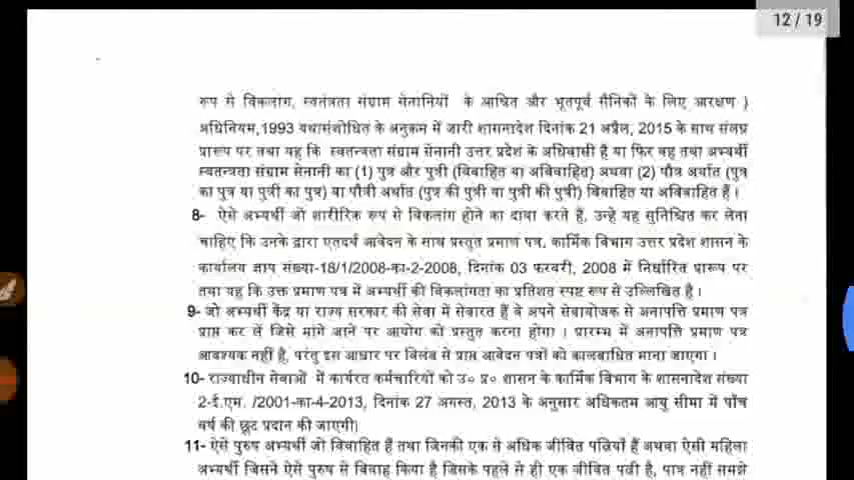 12/19
रूप से विकलांग, स्वतंत्रता संग्राम सेनानियों के आश्रित और भूतपूर्व सैनिकों के लिए आरक्षण )
अधिनियम,1993 यथासंशोधित के अनुक्रम में जारी शासनादेश दिनांक 21 अप्रैल, 2015 के साथ संलग्न
प्रारूप पर तथा यह कि स्वतन्त्रता संग्राम सेनानी उत्तर प्रदेश के अधिवासी है या फिर वह तथा अभ्यर्थी
स्वतन्त्रता संग्राम सेनानी का (1) पुत्र और पुत्री (विवाहित या अविवाहित) अथवा (2) पौत्र अर्थात (पुत्र
का पुत्र या पुत्री का पुत्र) या पौत्री अर्थात (पुत्र की पुत्री या पुत्री की पुत्री) विवाहित या अविवाहित हैं ।
8- ऐसे अभ्यर्थी जो शारीरिक रूप से विकलांग होने का दावा करते हैं, उन्हे यह सुनिश्चित कर लेना
चाहिए कि उनके द्वारा एतदर्थ आवेदन के साथ प्रस्तुत प्रमाण पत्र, कार्मिक विभाग उत्तर प्रदेश शासन के
कार्यालय ज्ञाप संख्या-18/1/2008-का-2-2008, दिनांक 03 फरवरी, 2008 में निर्धारित प्रारूप पर
तथा यह कि उक्त प्रमाण पत्र में अभ्यर्थी की विकलांगता का प्रतिशत स्पष्ट रूप से उल्लिखित है ।
9- जो अभ्यर्थी केंद्र या राज्य सरकार की सेवा में सेवारत हैं वे अपने सेवायोजक से अनापत्ति प्रमाण पत्र
प्राप्त कर लें जिसे मांगे जाने पर आयोग को प्रस्तुत करना होगा । प्रारम्भ में अनापत्ति प्रमाण पत्र
आवश्यक नहीं है, परंतु इस आधार पर विलंब से प्राप्त आवेदन पत्रों को कालबाधित माना जाएगा ।
10- राज्याधीन सेवाओं में कार्यरत कर्मचारियों को उ० प्र० शासन के कार्मिक विभाग के शासनादेश संख्या
2-ई.एम. /2001-का-4-2013, दिनांक 27 अगस्त, 2013 के अनुसार अधिकतम आयु सीमा में पाँच
वर्ष की छूट प्रदान की जाएगी|
11- ऐसे पुरुष अभ्यर्थी जो विवाहित हैं तथा जिनकी एक से अधिक जीवित पत्नियाँ हैं अथवा ऐसी महिला
अभ्यर्थी जिसने ऐसे पुरुष से विवाह किया है जिसके पहले से ही एक जीवित पत्नी है, पात्र नहीं समझे